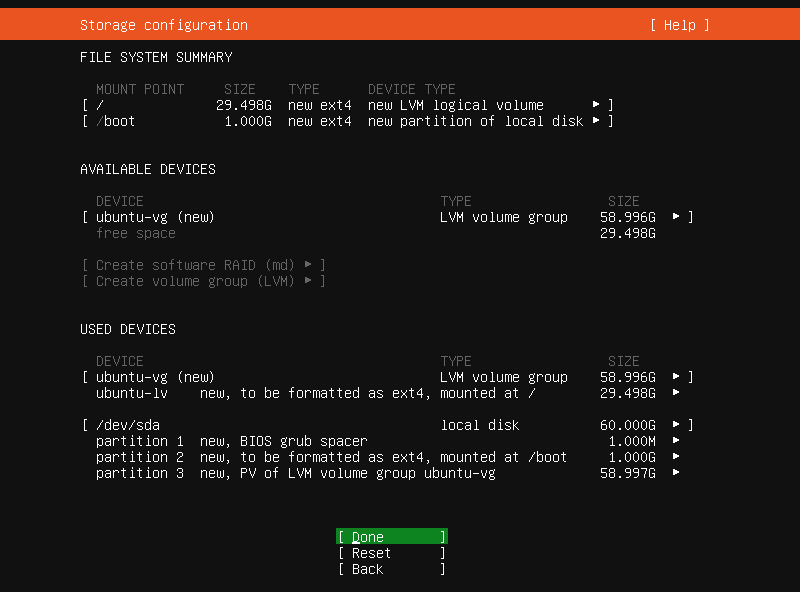 Storage configuration [ Help ]
FILE SYSTEM SUMMARY
MOUNT POINT SIZE TYPE DEVICE TYPE
[ / 29.498G new ext4 new LVM logical volume ▸ ]
[ /boot 1.000G new ext4 new partition of local disk ▸ ]
AVAILABLE DEVICES
DEVICE TYPE SIZE
[ ubuntu-vg (new) LVM volume group 58.996G ▸ ]
free space 29.498G
[ Create software RAID (md) ▸ ]
[ Create volume group (LVM) ▸ ]
USED DEVICES
DEVICE TYPE SIZE
[ ubuntu-vg (new) LVM volume group 58.996G ▸ ]
ubuntu-lv new, to be formatted as ext4, mounted at / 29.498G ▸
[ /dev/sda local disk 60.000G ▸ ]
partition 1 new, BIOS grub spacer 1.000M ▸
partition 2 new, to be formatted as ext4, mounted at /boot 1.000G ▸
partition 3 new, PV of LVM volume group ubuntu-vg 58.997G ▸
[ Done ]
[ Reset ]
[ Back ]